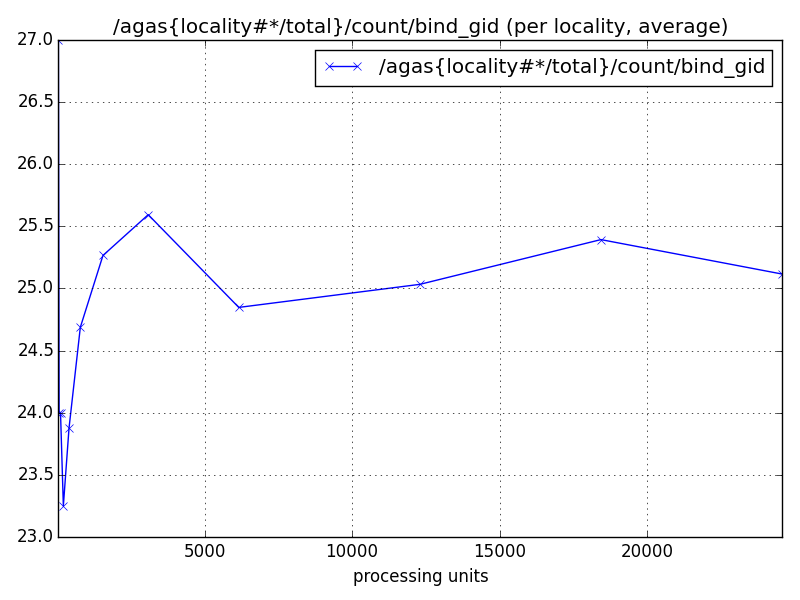 /agas{locality#*/total}/count/bind_gid (per locality, average)
/agas{locality#*/total}/count/bind_gid
27.0
26.5
26.0
25.5
25.0
24.5
24.0
23.5
23.0
5000 10000 15000 20000
processing units